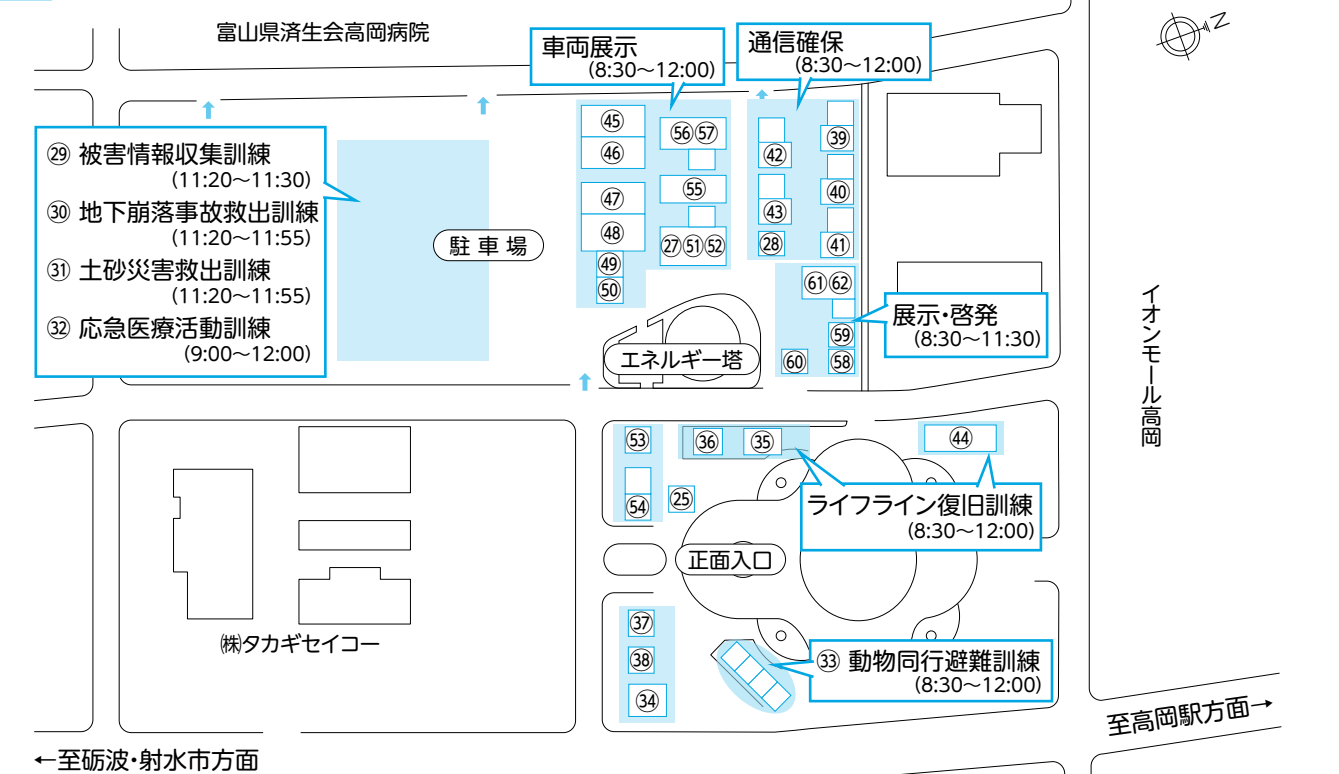 富山県済生会高岡病院
車両展示
(8:30～12:00)
通信確保
(8:30～12:00)
N
㉙ 被害情報収集訓練
(11:20～11:30)
㉚ 地下崩落事故救出訓練
(11:20～11:55)
㉛ 土砂災害救出訓練
(11:20～11:55)
㉜ 応急医療活動訓練
(9:00～12:00)
駐車場
㊺
㊻
㊼
㊽
㊾
㊿
56 57
55
㉗ 51 52
㊷
㊸
㉘
㊴
㊵
㊶
61 62
59
60
58
展示・啓発
(8:30～11:30)
エネルギー塔
イオンモール高岡
53
54
㉕
㊱
㉟
㊹
ライフライン復旧訓練
(8:30～12:00)
正面入口
㈱タカギセイコー
㊲
㊳
㉞
㉝ 動物同行避難訓練
(8:30～12:00)
至高岡駅方面→
←至砺波・射水市方面